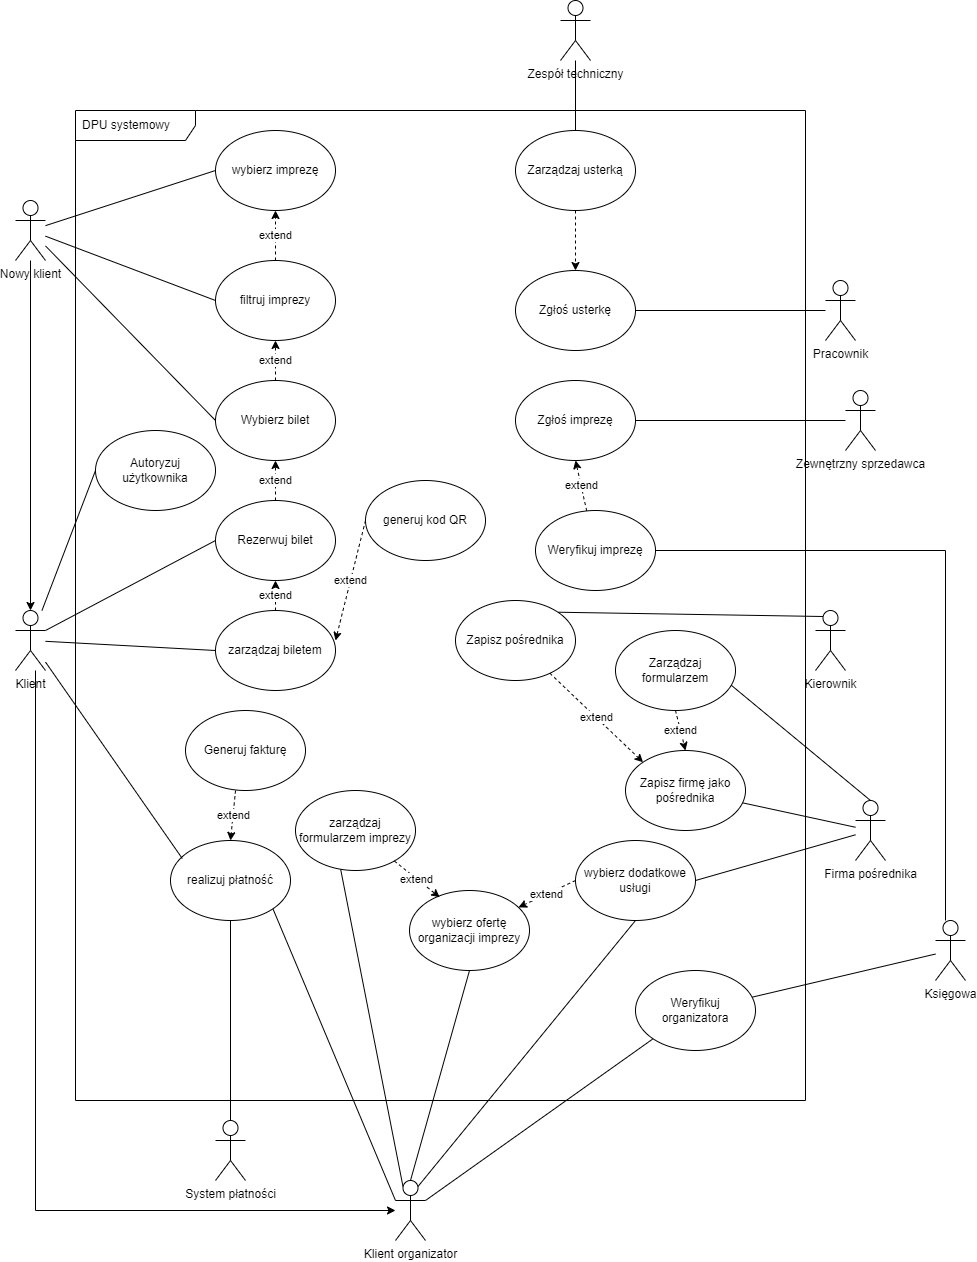 Zespół techniczny
DPU systemowy
wybierz imprezę
Zarządzaj usterką
extend
Nowy klient
filtruj imprezy
Zgłoś usterkę
Pracownik
extend
Wybierz bilet
Zgłoś imprezę
Zewnętrzny sprzedawca
Autoryzuj
użytkownika
extend
extend
generuj kod QR
Rezerwuj bilet
Weryfikuj imprezę
extend
extend
zarządzaj biletem
Zapisz pośrednika
Zarządzaj
formularzem
Klient
Kierownik
extend
extend
Generuj fakturę
Zapisz firmę jako
pośrednika
extend
zarządzaj
formularzem imprezy
Firma pośrednika
realizuj płatność
extend
wybierz dodatkowe
usługi
extend
wybierz ofertę
organizacji imprezy
Księgowa
Weryfikuj
organizatora
System płatności
Klient organizator